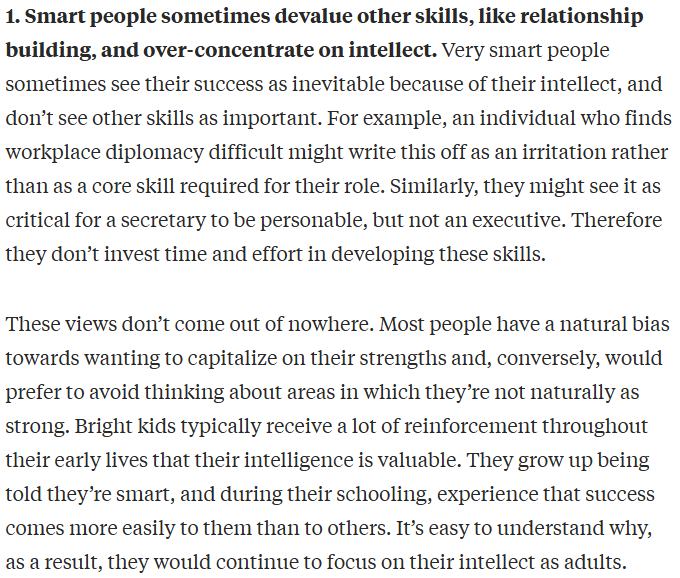 1. Smart people sometimes devalue other skills, like relationship
building, and over-concentrate on intellect. Very smart people
sometimes see their success as inevitable because of their intellect, and
don’t see other skills as important. For example, an individual who finds
workplace diplomacy difficult might write this off as an irritation rather
than as a core skill required for their role. Similarly, they might see it as
critical for a secretary to be personable, but not an executive. Therefore
they don’t invest time and effort in developing these skills.
These views don’t come out of nowhere. Most people have a natural bias
towards wanting to capitalize on their strengths and, conversely, would
prefer to avoid thinking about areas in which they’re not naturally as
strong. Bright kids typically receive a lot of reinforcement throughout
their early lives that their intelligence is valuable. They grow up being
told they’re smart, and during their schooling, experience that success
comes more easily to them than to others. It’s easy to understand why,
as a result, they would continue to focus on their intellect as adults.